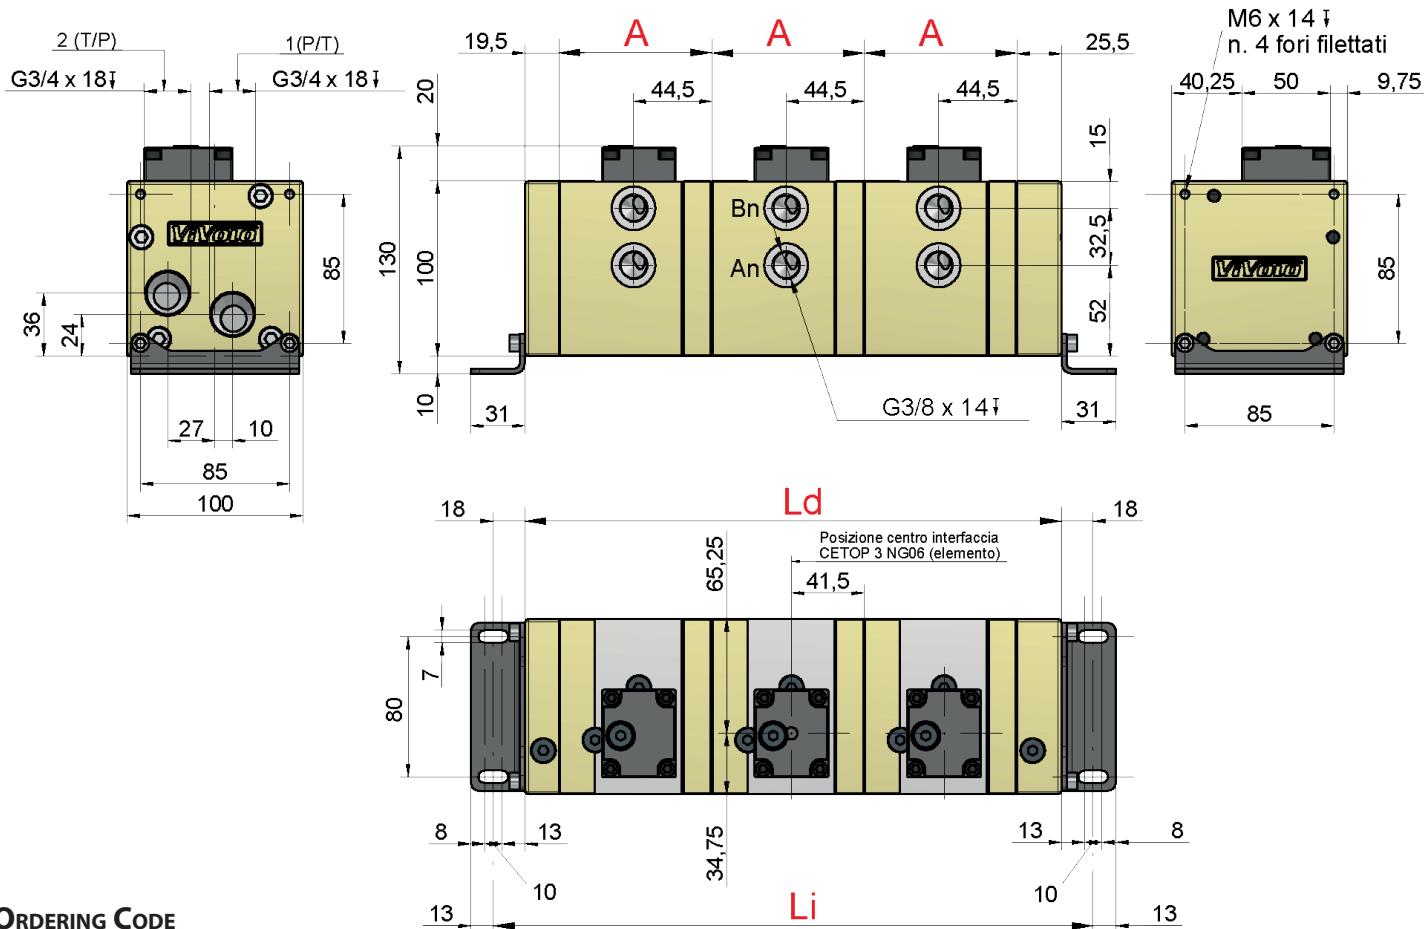 2 (T/P)
1(P/T)
G3/4 x 18↧
G3/4 x 18↧
ViVolo
36
24
85
27
10
85
100
19,5
A
A
A
25,5
44,5
44,5
44,5
20
130
100
10
Bn
An
15
32,5
52
31
G3/8 x 14↧
31
M6 x 14 ↧
n. 4 fori filettati
40,25
50
9,75
ViVolo
85
85
18
Ld
18
Posizione centro interfaccia
CETOP 3 NG06 (elemento)
65,25
41,5
7
80
34,75
8
13
10
13
8
10
13
Li
13
ORDERING CODE